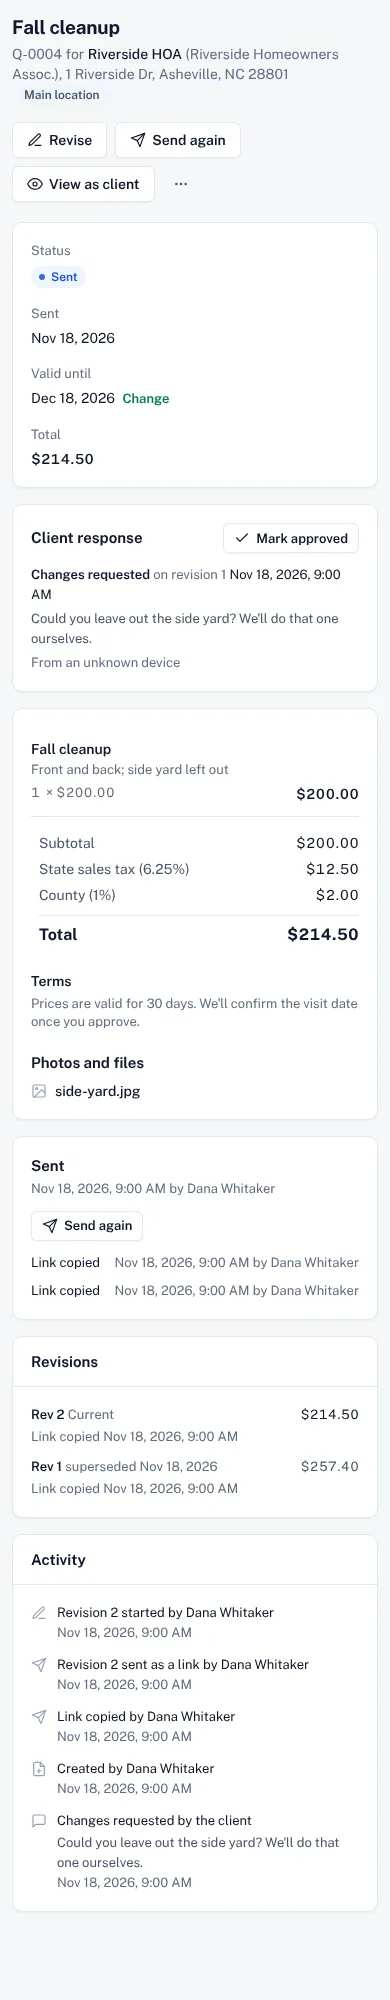 Fall cleanup
Q-0004 for Riverside HOA (Riverside Homeowners
Assoc.), 1 Riverside Dr, Asheville, NC 28801
Main location
Revise
Send again
View as client
...
Status
Sent
Sent
Nov 18, 2026
Valid until
Dec 18, 2026 Change
Total
$214.50
Client response
Mark approved
Changes requested on revision 1 Nov 18, 2026, 9:00
AM
Could you leave out the side yard? We'll do that one
ourselves.
From an unknown device
Fall cleanup
Front and back; side yard left out
1 × $200.00 $200.00
Subtotal $200.00
State sales tax (6.25%) $12.50
County (1%) $2.00
Total $214.50
Terms
Prices are valid for 30 days. We'll confirm the visit date
once you approve.
Photos and files
side-yard.jpg
Sent
Nov 18, 2026, 9:00 AM by Dana Whitaker
Send again
Link copied Nov 18, 2026, 9:00 AM by Dana Whitaker
Link copied Nov 18, 2026, 9:00 AM by Dana Whitaker
Revisions
Rev 2 Current $214.50
Link copied Nov 18, 2026, 9:00 AM
Rev 1 superseded Nov 18, 2026 $257.40
Link copied Nov 18, 2026, 9:00 AM
Activity
Revision 2 started by Dana Whitaker
Nov 18, 2026, 9:00 AM
Revision 2 sent as a link by Dana Whitaker
Nov 18, 2026, 9:00 AM
Link copied by Dana Whitaker
Nov 18, 2026, 9:00 AM
Created by Dana Whitaker
Nov 18, 2026, 9:00 AM
Changes requested by the client
Could you leave out the side yard? We'll do that
one ourselves.
Nov 18, 2026, 9:00 AM